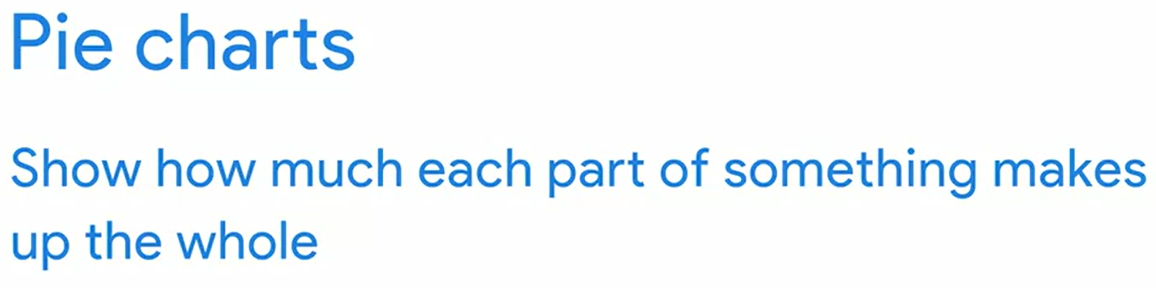 Pie charts
Show how much each part of something makes
up the whole